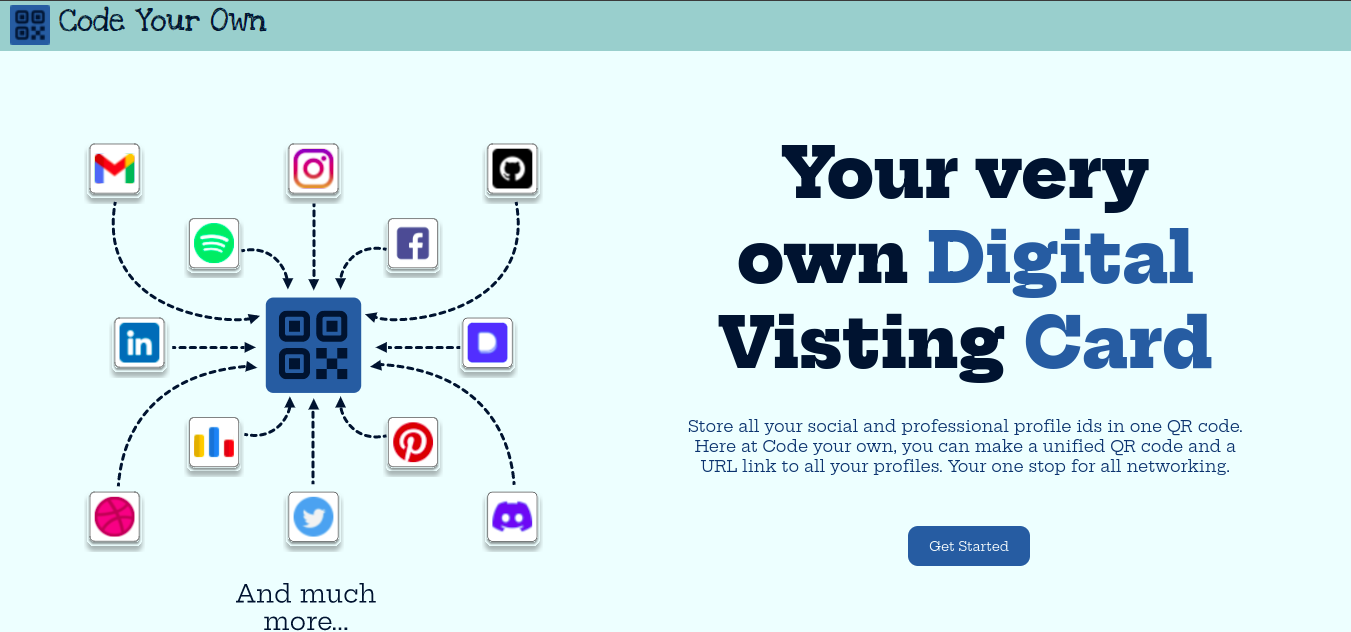 Code Your Own
Your very
own Digital
Visting Card
Store all your social and professional profile ids in one QR code.
Here at Code your own, you can make a unified QR code and a
URL link to all your profiles. Your one stop for all networking.
Get Started
in
And much
more...